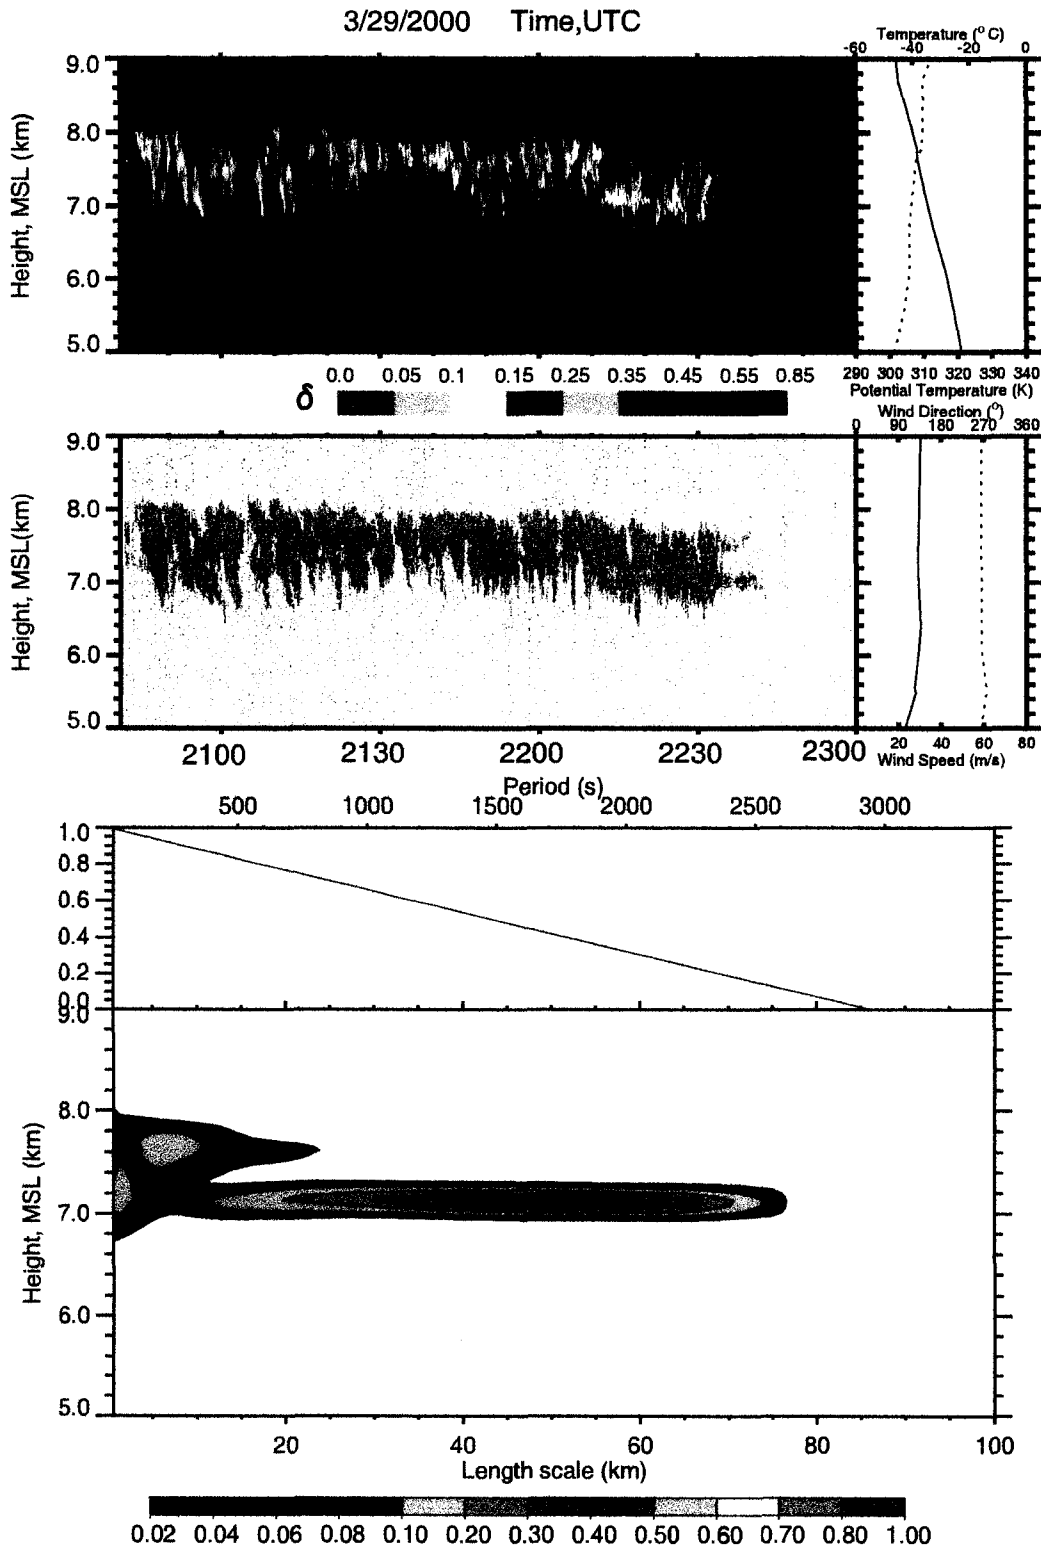 3/29/2000 Time,UTC
Temperature (°C)
-60 -40 -20 0
9.0
8.0
7.0
6.0
5.0
Height, MSL (km)
290 300 310 320 330 340
Potential Temperature (K)
δ
0.0 0.05 0.1 0.15 0.25 0.35 0.45 0.55 0.85
Wind Direction (°)
0 90 180 270 360
9.0
8.0
7.0
6.0
5.0
Height, MSL(km)
2100 2130 2200 2230 2300
20 40 60 80
Wind Speed (m/s)
Period (s)
500 1000 1500 2000 2500 3000
1.0
0.8
0.6
0.4
0.2
0.0
9.0
8.0
7.0
6.0
5.0
Height, MSL (km)
20 40 60 80 100
Length scale (km)
0.02 0.04 0.06 0.08 0.10 0.20 0.30 0.40 0.50 0.60 0.70 0.80 1.00